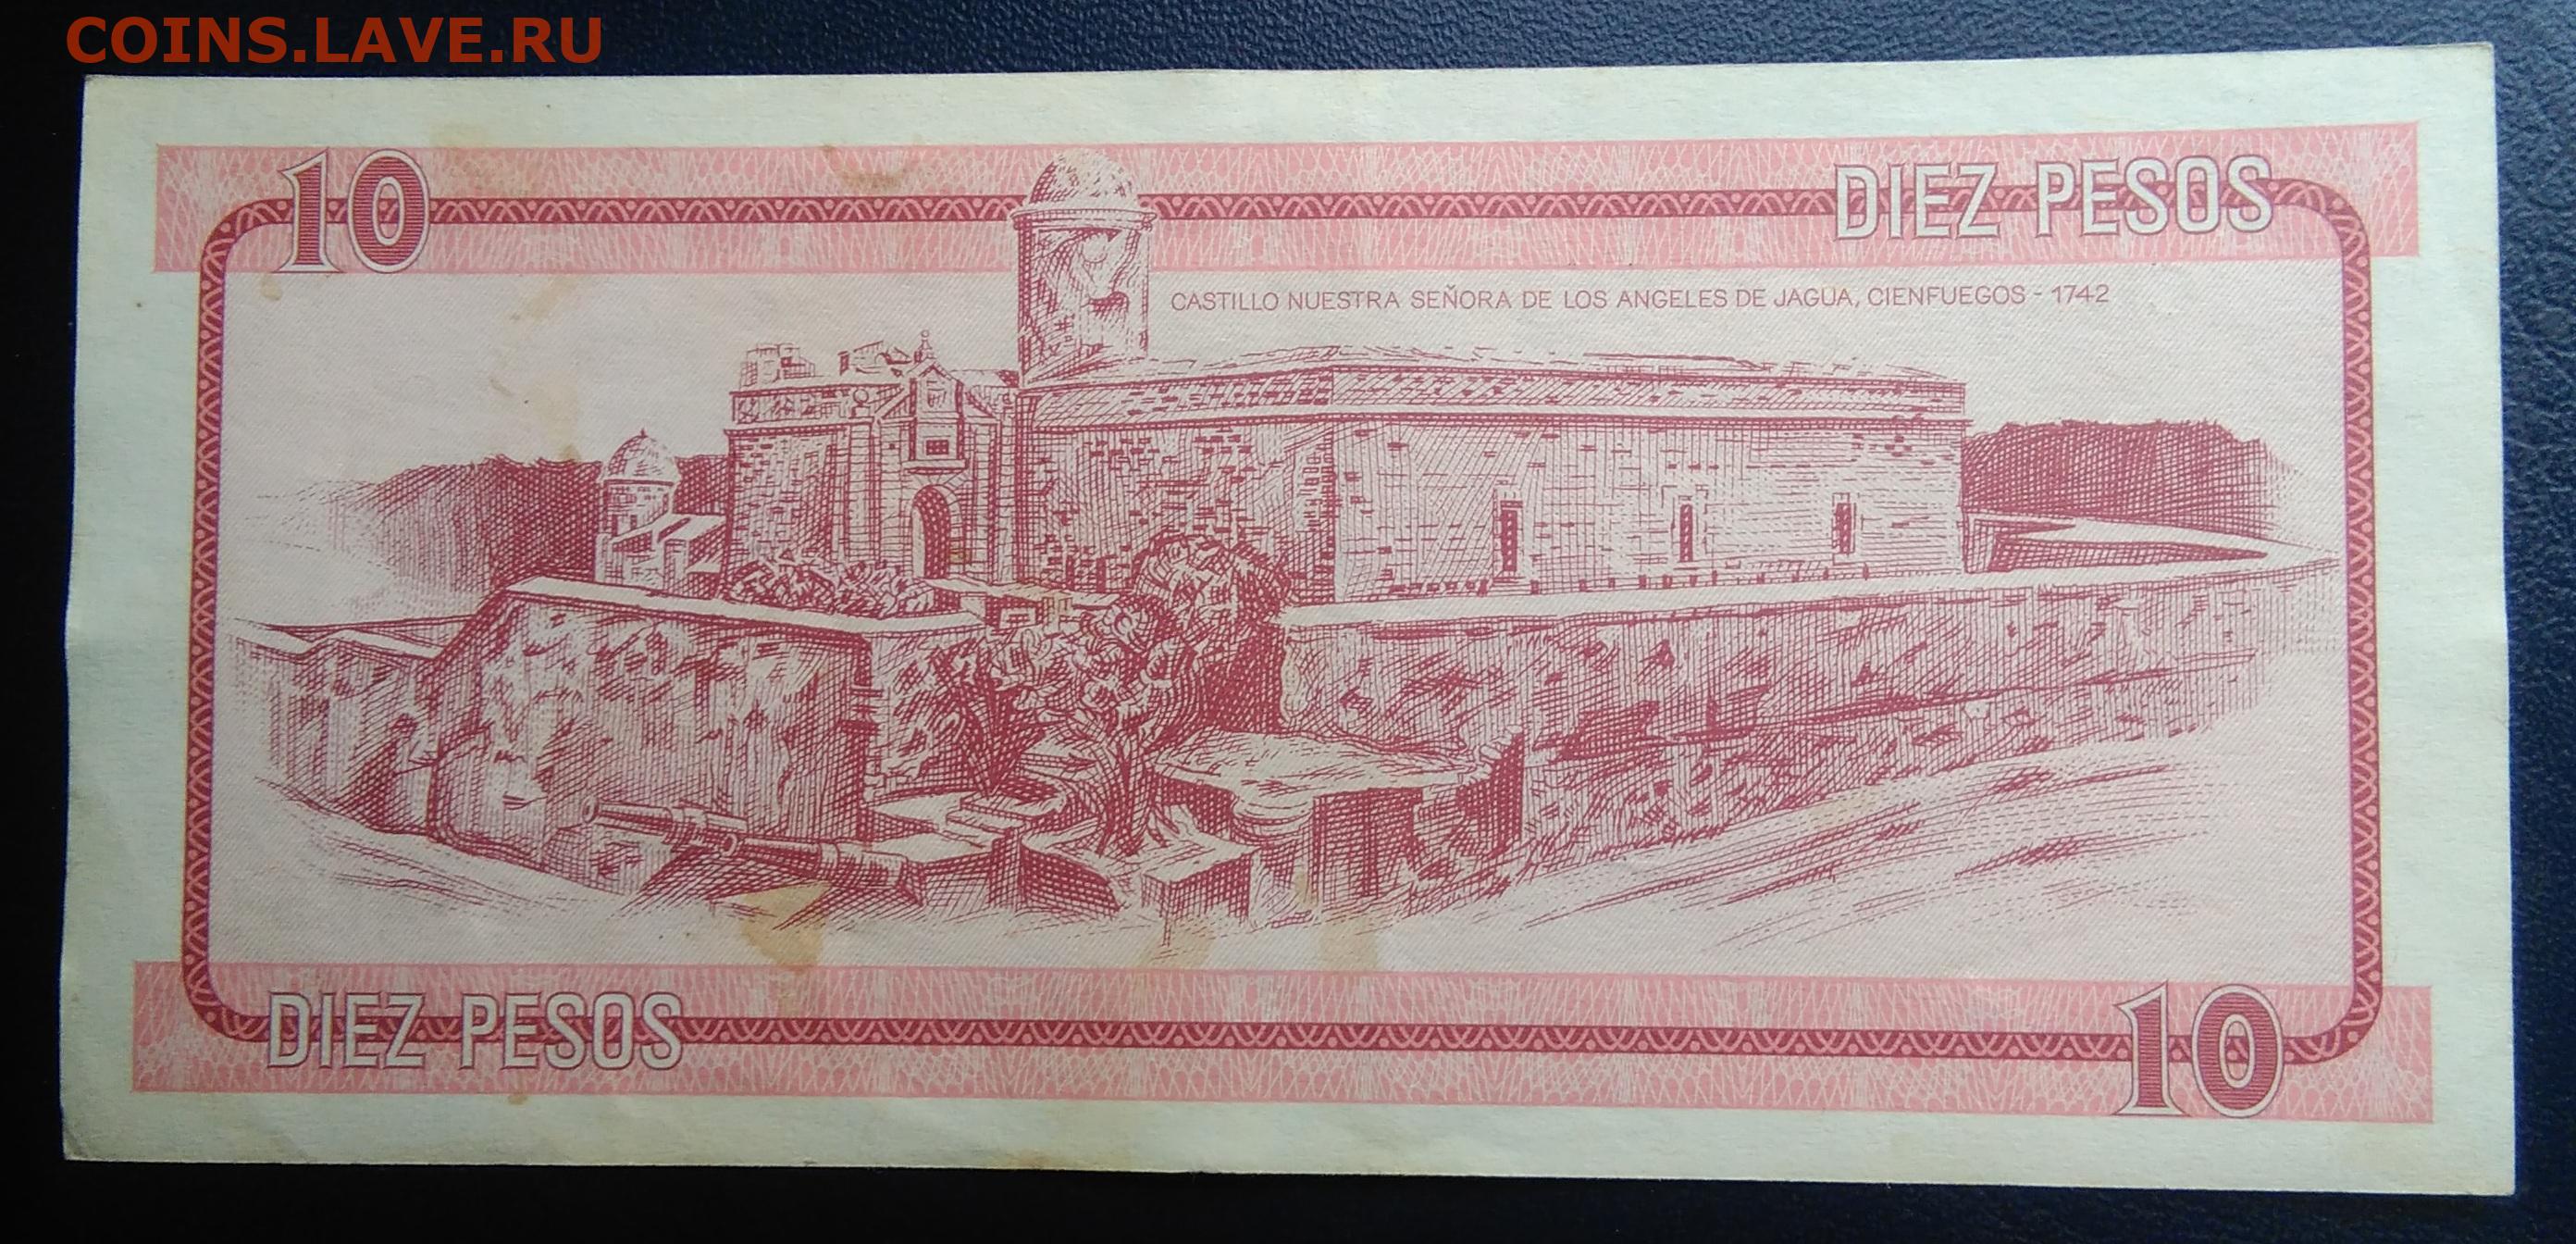 COINS.LAVE.RU
10
DIEZ PESOS
CASTILLO NUESTRA SEÑORA DE LOS ANGELES DE JAGUA, CIENFUEGOS - 1742
DIEZ PESOS
10